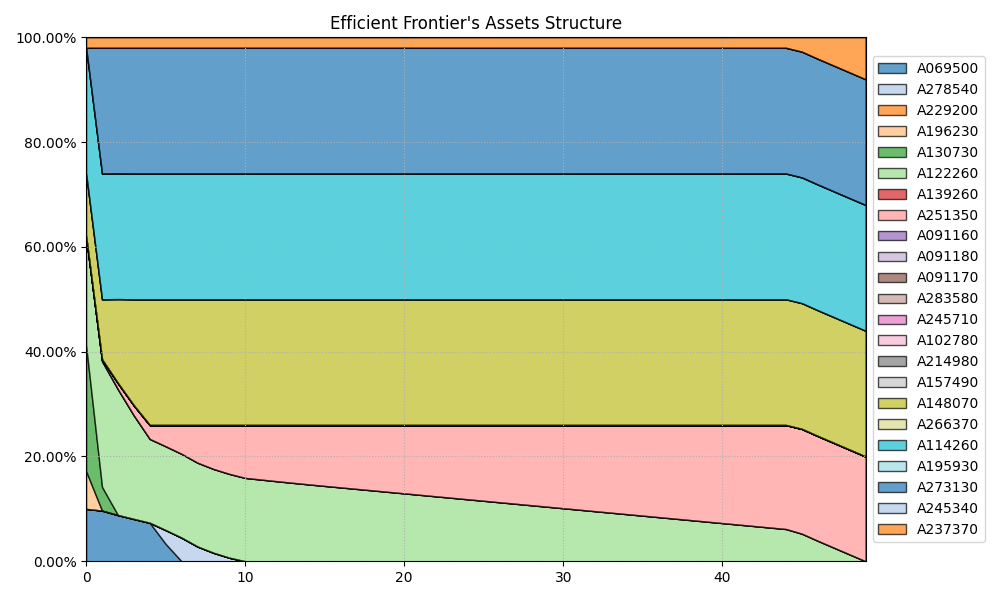 Efficient Frontier's Assets Structure
100.00%
80.00%
60.00%
40.00%
20.00%
0.00%
0
10
20
30
40
A069500
A278540
A229200
A196230
A130730
A122260
A139260
A251350
A091160
A091180
A091170
A283580
A245710
A102780
A214980
A157490
A148070
A266370
A114260
A195930
A273130
A245340
A237370